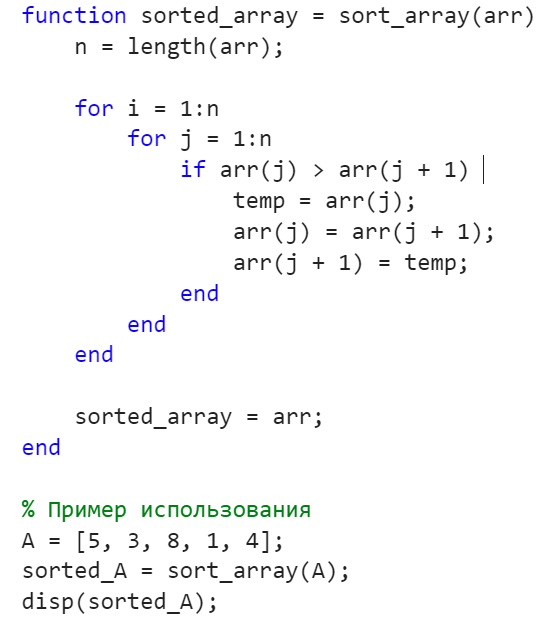 function sorted_array = sort_array(arr)
    n = length(arr);

    for i = 1:n
        for j = 1:n
            if arr(j) > arr(j + 1)
                temp = arr(j);
                arr(j) = arr(j + 1);
                arr(j + 1) = temp;
            end
        end
    end

    sorted_array = arr;
end

% Пример использования
A = [5, 3, 8, 1, 4];
sorted_A = sort_array(A);
disp(sorted_A);